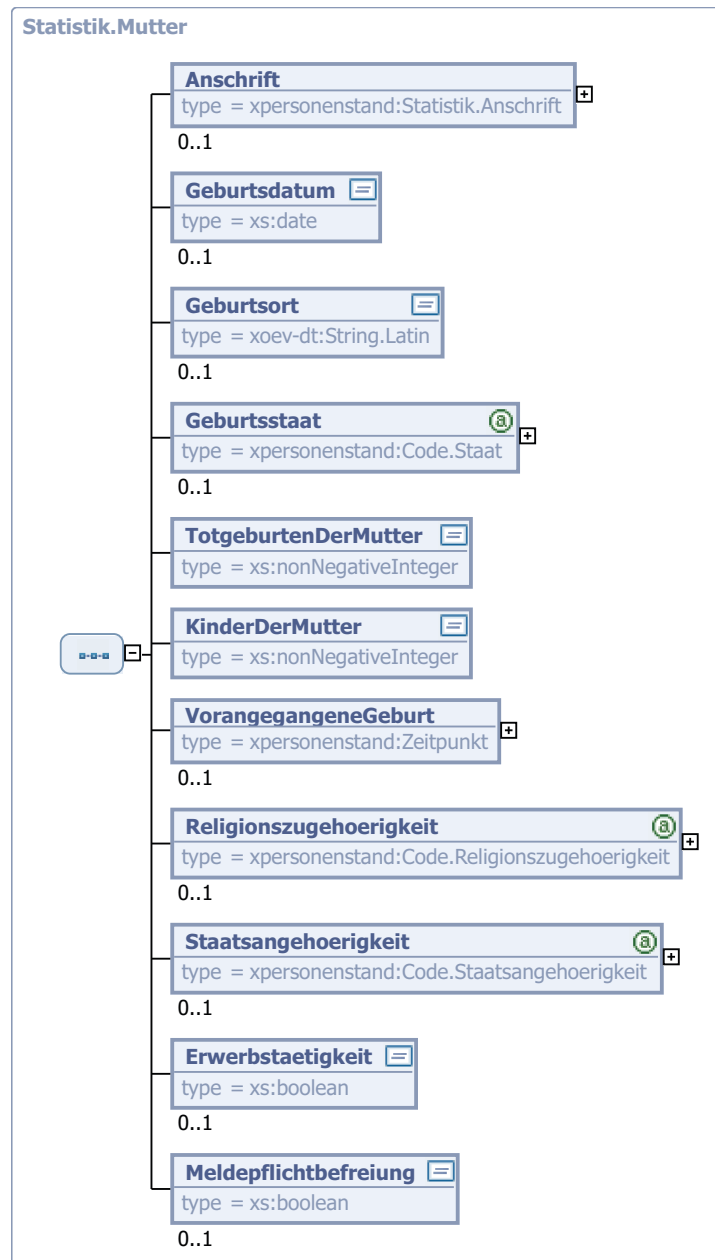 Statistik.Mutter
Anschrift
type = xpersonenstand:Statistik.Anschrift
0..1
Geburtsdatum
type = xs:date
0..1
Geburtsort
type = xoev-dt:String.Latin
0..1
Geburtsstaat
type = xpersonenstand:Code.Staat
0..1
TotgeburtenDerMutter
type = xs:nonNegativeInteger
KinderDerMutter
type = xs:nonNegativeInteger
VorangegangeneGeburt
type = xpersonenstand:Zeitpunkt
0..1
Religionszugehoerigkeit
type = xpersonenstand:Code.Religionszugehoerigkeit
0..1
Staatsangehoerigkeit
type = xpersonenstand:Code.Staatsangehoerigkeit
0..1
Erwerbstaetigkeit
type = xs:boolean
0..1
Meldepflichtbefreiung
type = xs:boolean
0..1